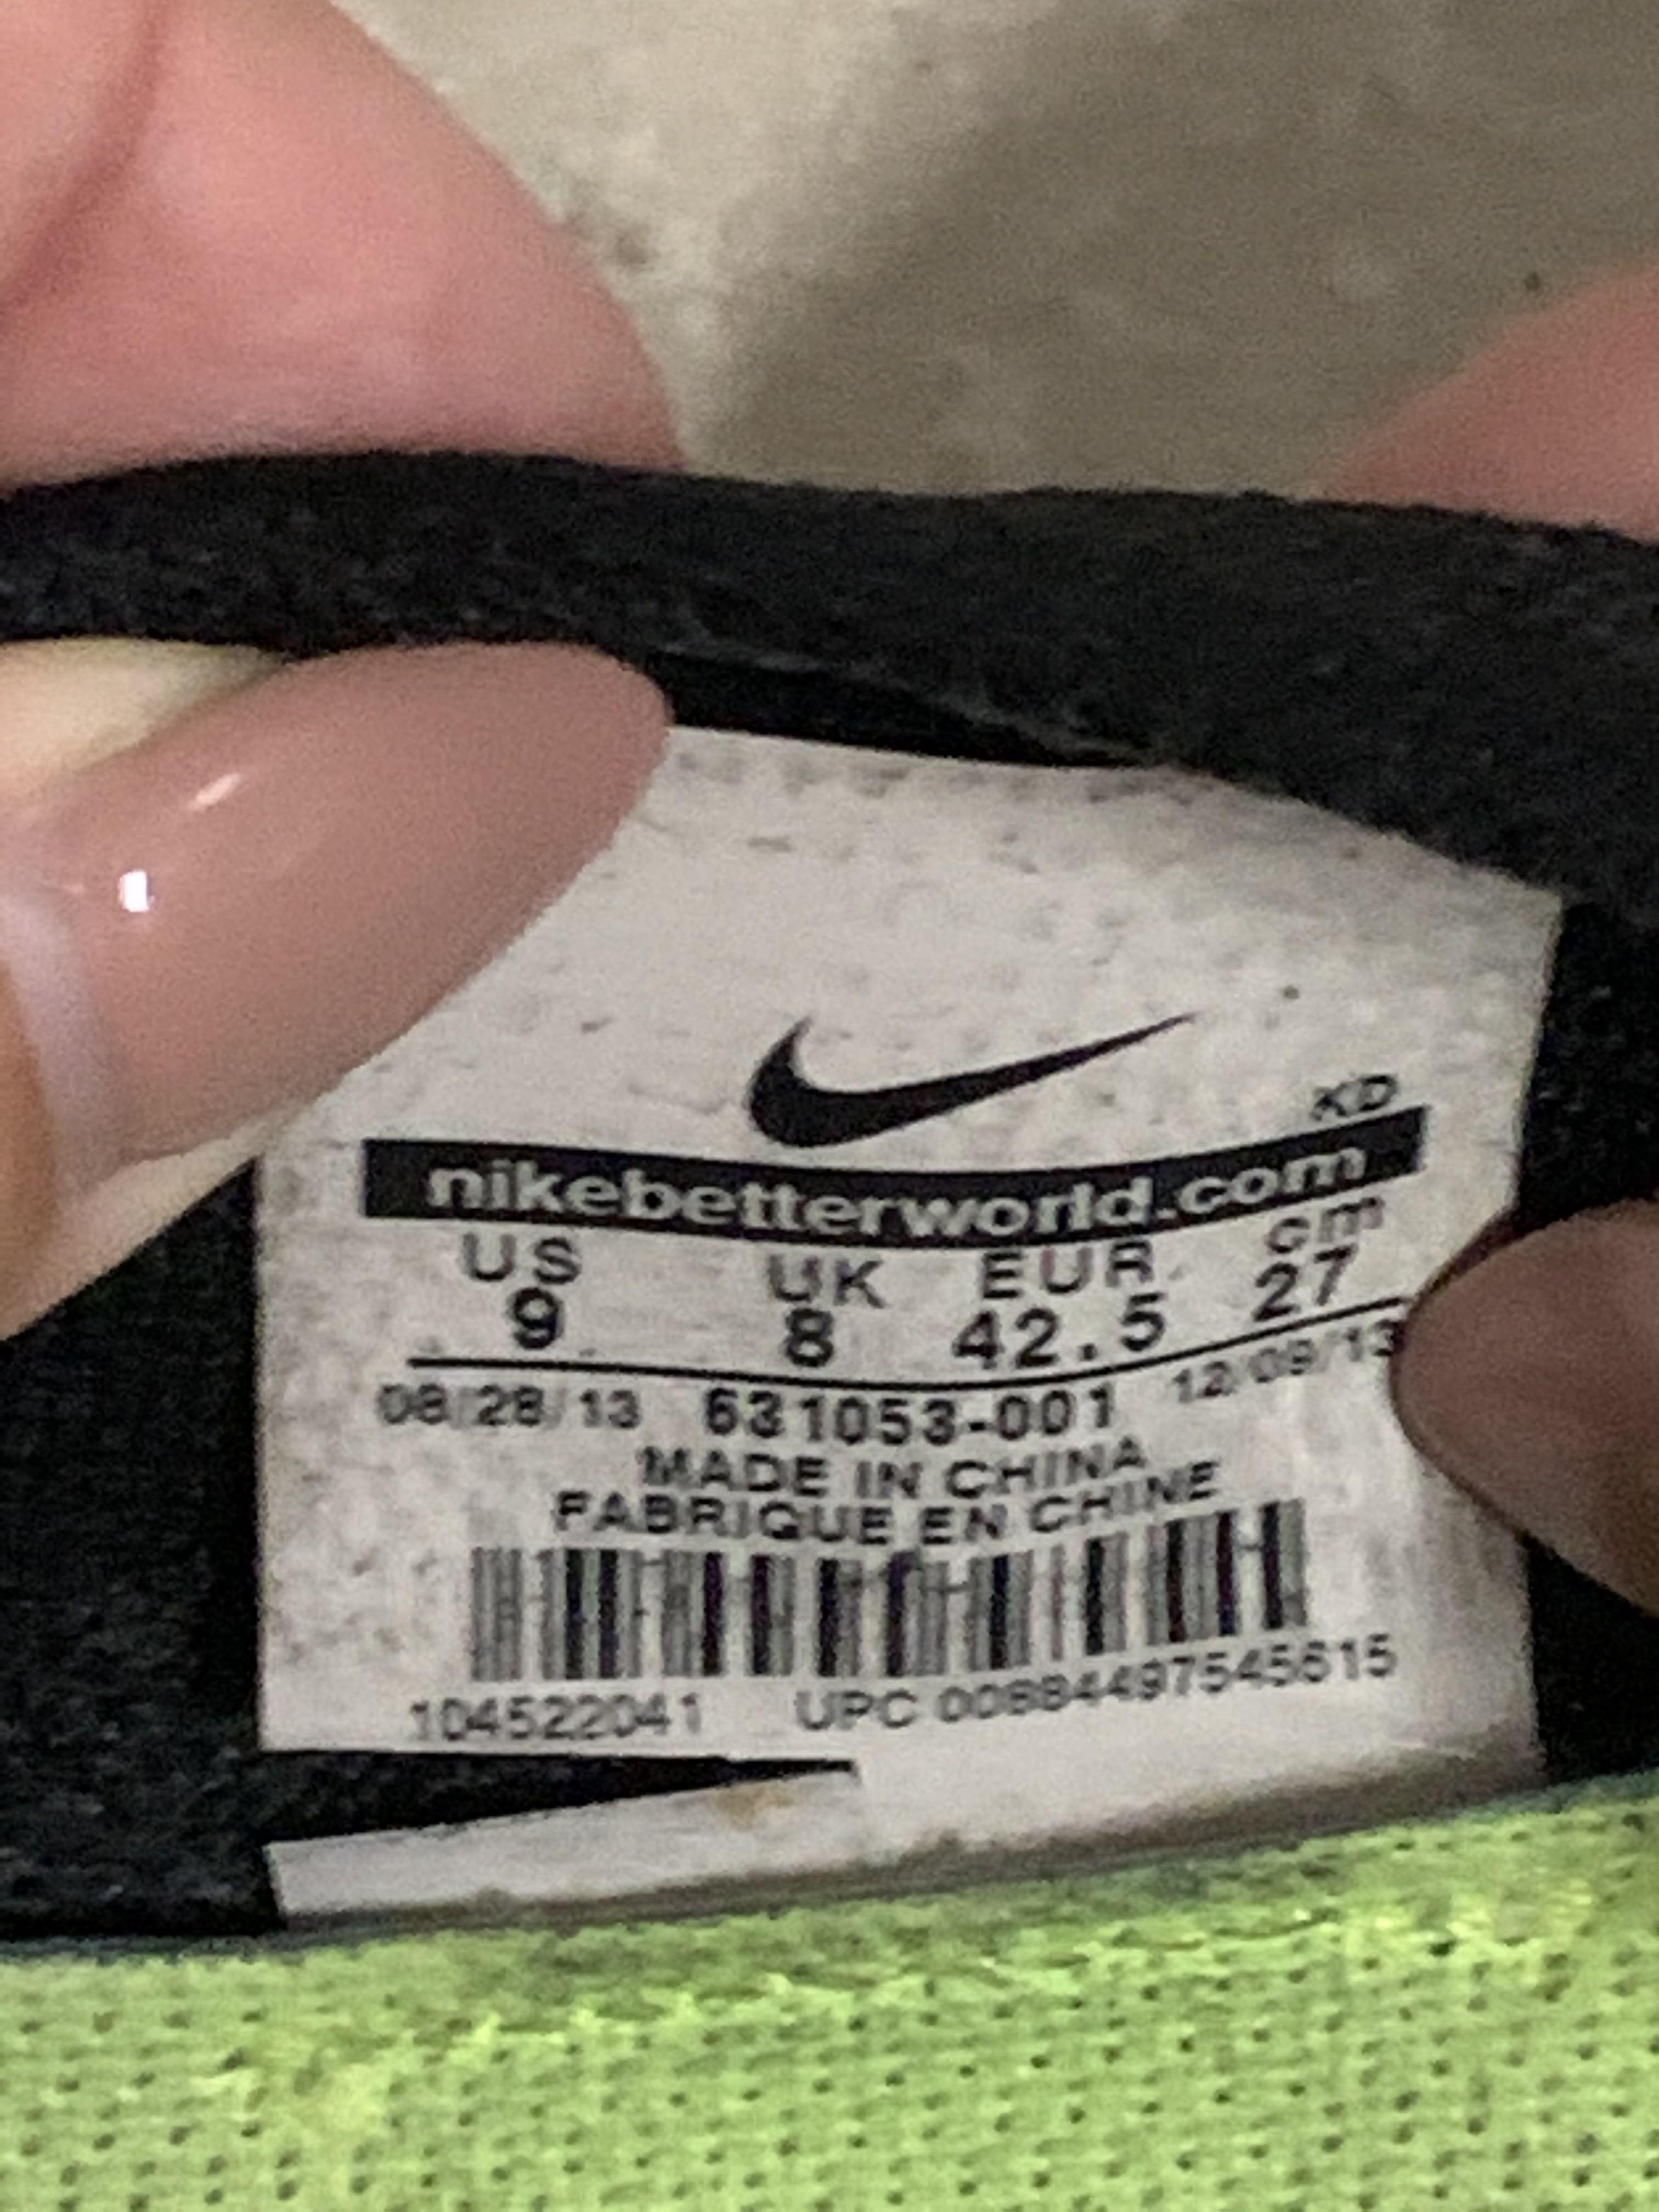 KD
nikebetterworld.com
US UK EUR cm
9 8 42.5 27
08/28/13 631053-001 12/09/13
MADE IN CHINA
FABRIQUE EN CHINE
104522041 UPC 00884497545615